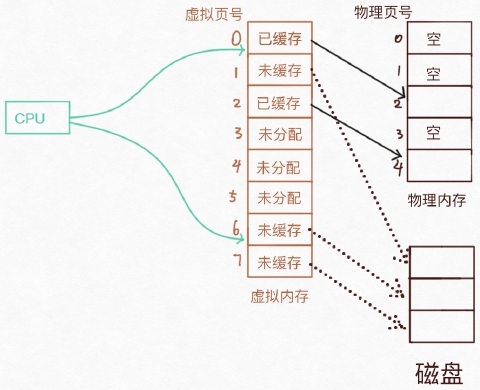 虚拟页号
物理页号
0 已缓存
1 未缓存
2 已缓存
3 未分配
4 未分配
5 未分配
6 未缓存
7 未缓存
虚拟内存
CPU
0 空
1 空
2
3 空
4
物理内存
磁盘